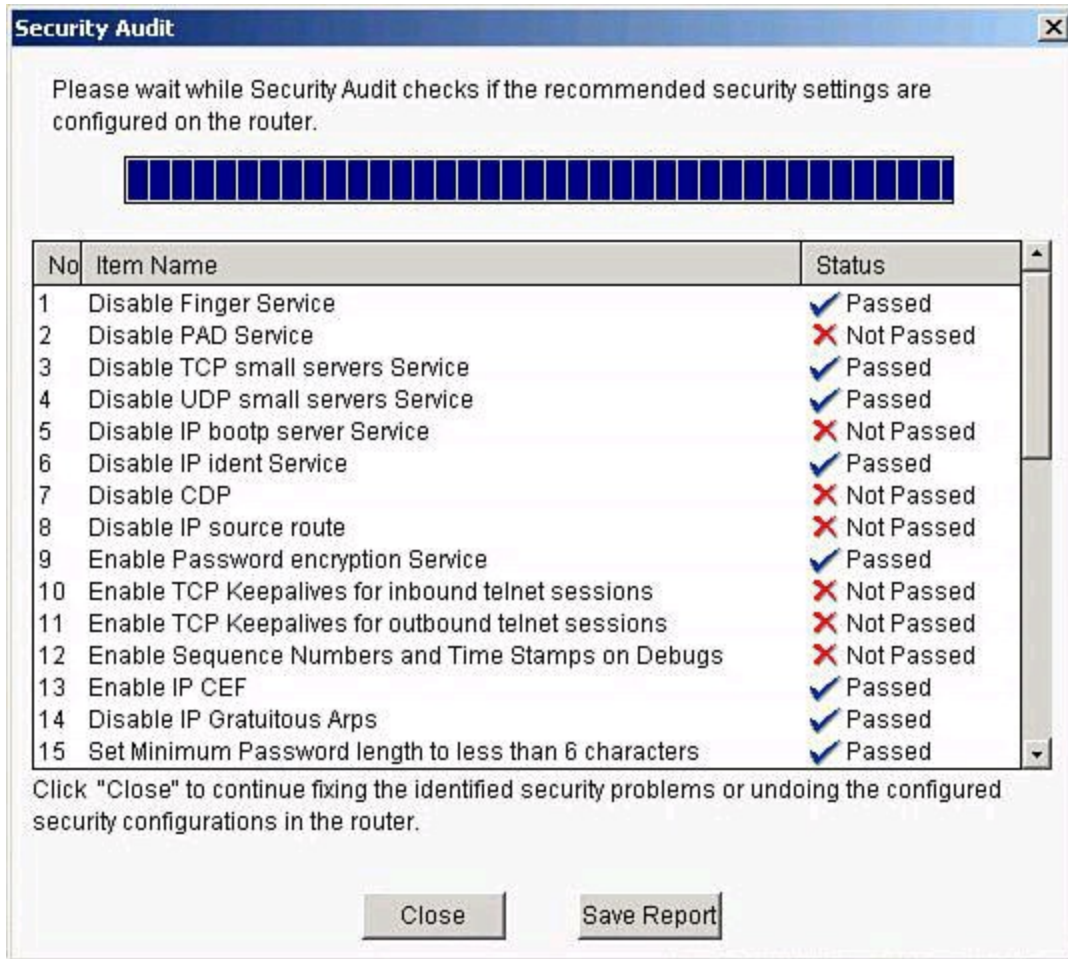 Security Audit
Please wait while Security Audit checks if the recommended security settings are
configured on the router.
No Item Name Status
1 Disable Finger Service Passed
2 Disable PAD Service Not Passed
3 Disable TCP small servers Service Passed
4 Disable UDP small servers Service Passed
5 Disable IP bootp server Service Not Passed
6 Disable IP ident Service Passed
7 Disable CDP Not Passed
8 Disable IP source route Not Passed
9 Enable Password encryption Service Passed
10 Enable TCP Keepalives for inbound telnet sessions Not Passed
11 Enable TCP Keepalives for outbound telnet sessions Not Passed
12 Enable Sequence Numbers and Time Stamps on Debugs Not Passed
13 Enable IP CEF Passed
14 Disable IP Gratuitous Arps Passed
15 Set Minimum Password length to less than 6 characters Passed
Click "Close" to continue fixing the identified security problems or undoing the configured
security configurations in the router.
Close Save Report